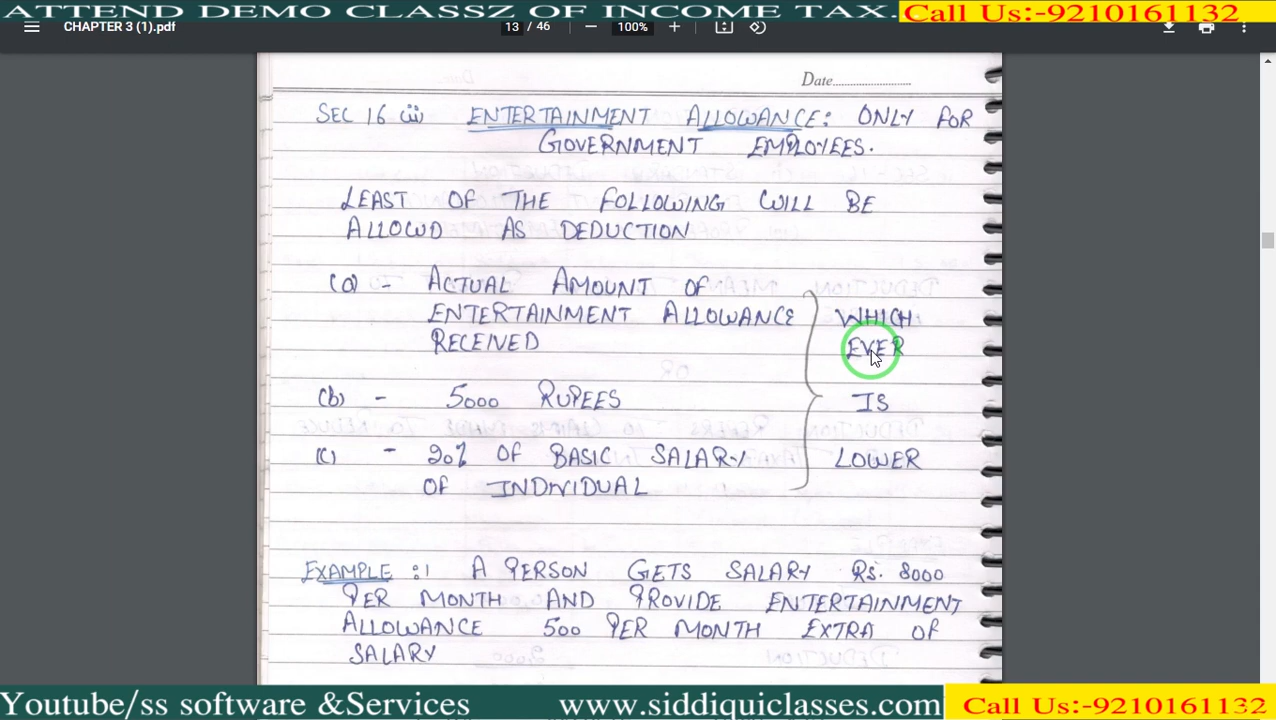 ATTEND DEMO CLASSZ OF INCOME TAX.
Call Us:-9210161132
CHAPTER 3 (1).pdf
13 / 46
100%
Date
SEC 16 (ii) ENTERTAINMENT ALLOWANCE: ONLY FOR
GOVERNMENT EMPLOYEES.
LEAST OF THE FOLLOWING WILL BE
ALLOWD AS DEDUCTION
(a) - ACTUAL AMOUNT OF
ENTERTAINMENT ALLOWANCE
RECEIVED
(b) - 5000 RUPEES
(c) - 20% OF BASIC SALARY
OF INDIVIDUAL
WHICH
EVER
IS
LOWER
EXAMPLE :1 A PERSON GETS SALARY Rs. 8000
PER MONTH AND PROVIDE ENTERTAINMENT
ALLOWANCE 500 PER MONTH EXTRA OF
SALARY
Youtube/ss software &Services
www.siddiquiclasses.com
Call Us:-9210161132